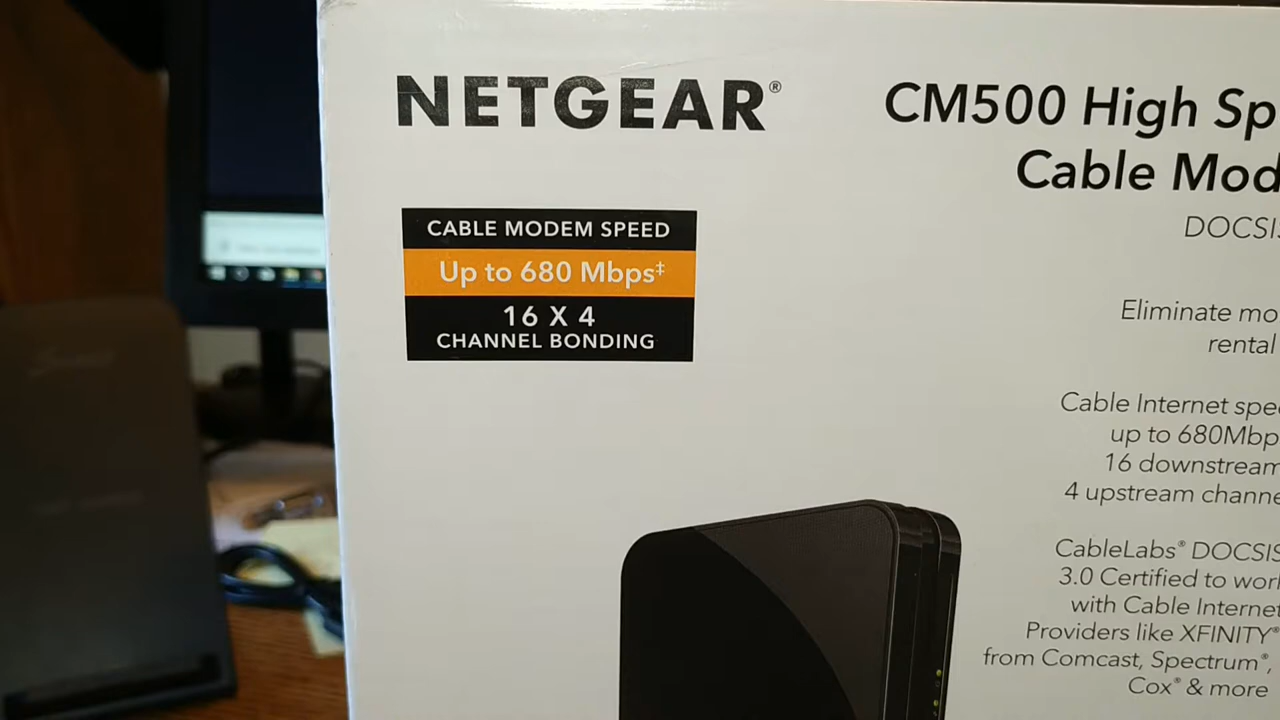 NETGEAR®
CM500 High Sp
Cable Mod
DOCSIS
CABLE MODEM SPEED
Up to 680 Mbps‡
16 X 4
CHANNEL BONDING
Eliminate mo
rental
Cable Internet spee
up to 680Mbp
16 downstream
4 upstream channe
CableLabs® DOCSIS
3.0 Certified to work
with Cable Internet
Providers like XFINITY®
from Comcast, Spectrum®,
Cox® & more